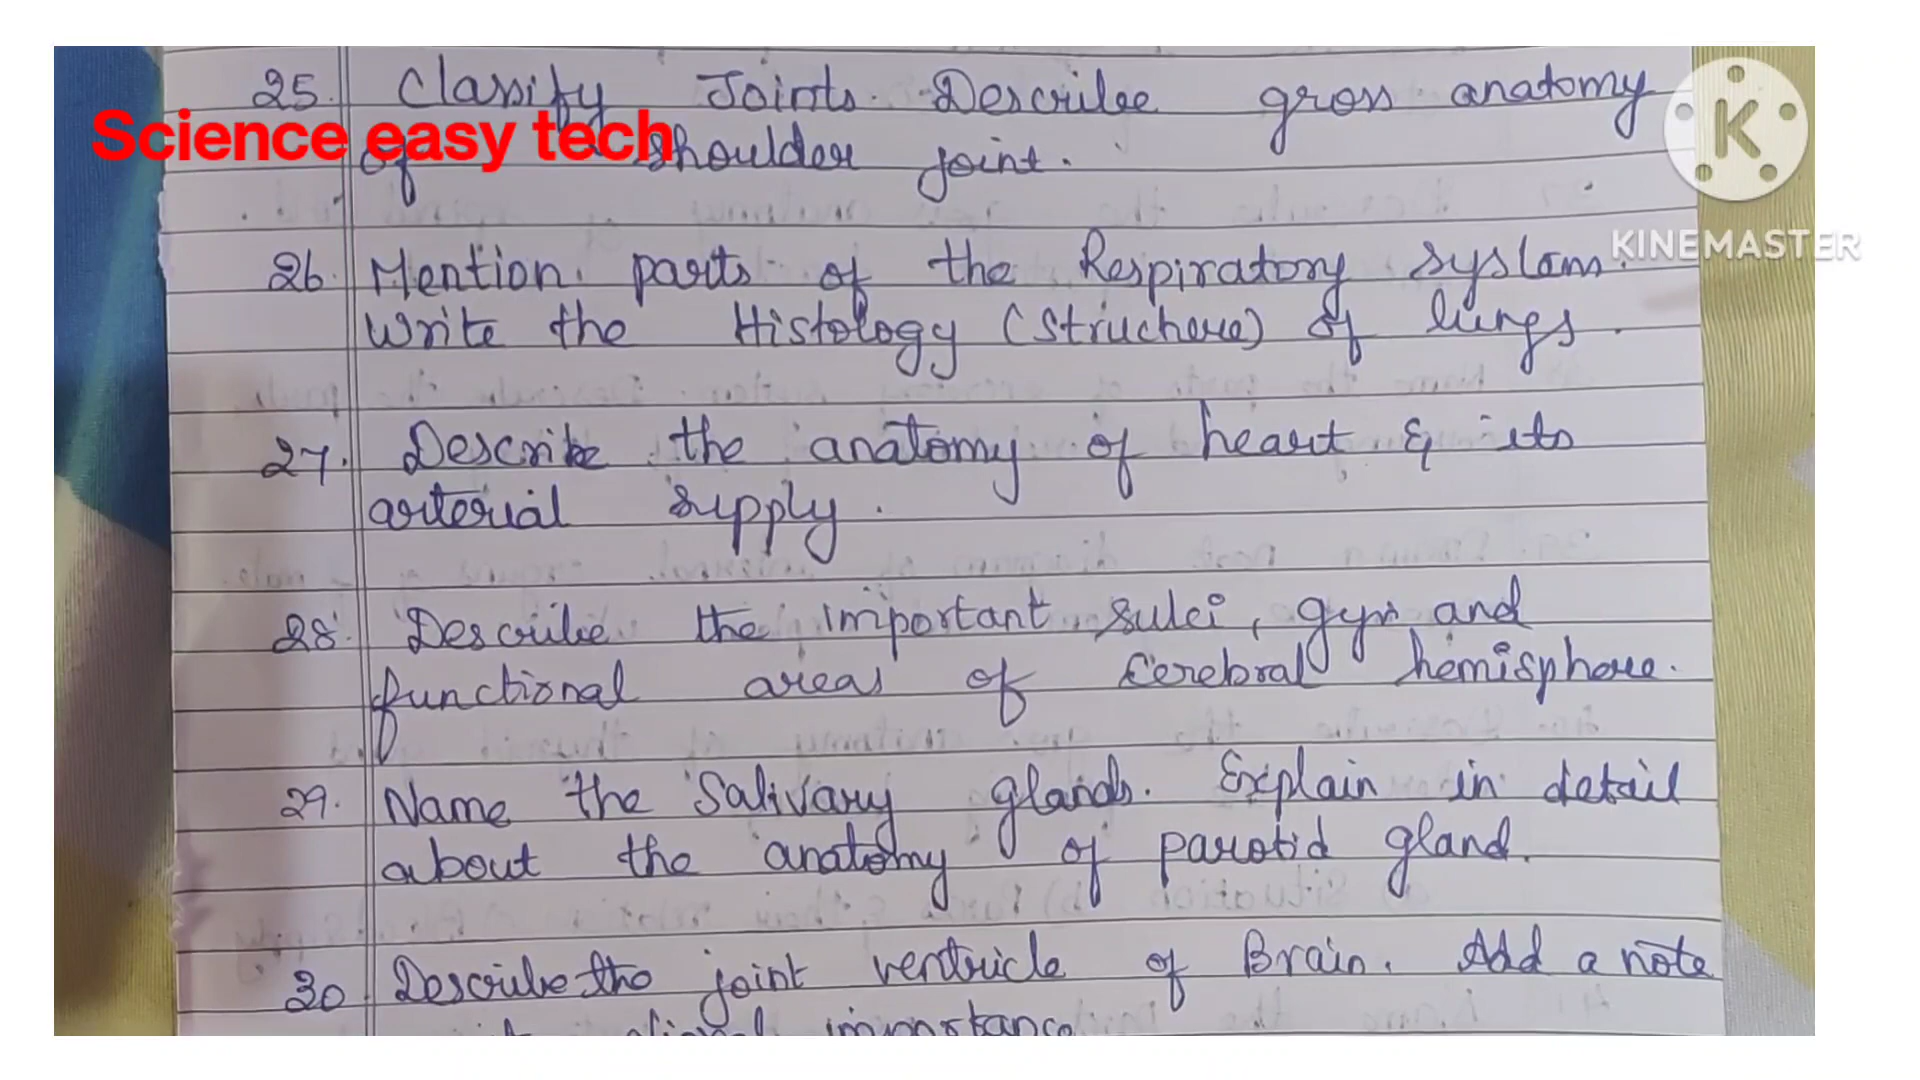 25. Classify Joints. Describe gross anatomy
Science easy tech
of shoulder joint.
K
KINEMASTER
26. Mention parts of the Respiratory system.
Write the Histology (Structure) of lungs.
27. Describe the anatomy of heart & its
arterial supply.
28. Describe the important sulci, gyri and
functional areas of Cerebral hemisphere.
29. Name the Salivary glands. Explain in detail
about the anatomy of parotid gland.
30. Describe the joint ventricle of Brain. Add a note
importance